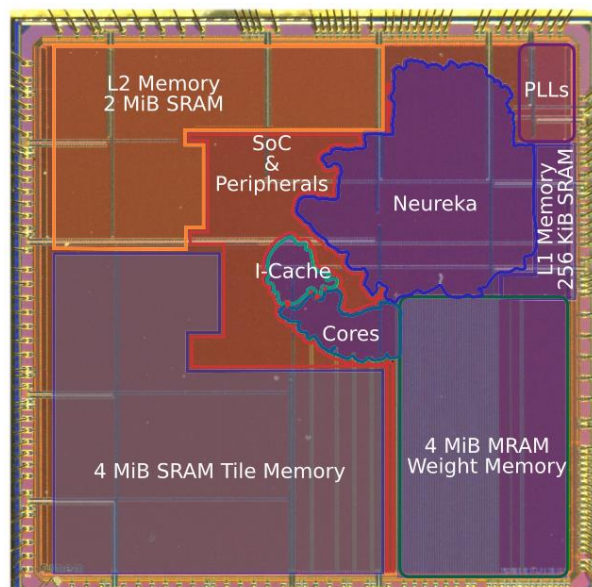 L2 Memory
2 MiB SRAM
PLLs
SoC
&
Peripherals
Neureka
L1 Memory
256 KiB SRAM
I-Cache
Cores
4 MiB SRAM Tile Memory
4 MiB MRAM
Weight Memory